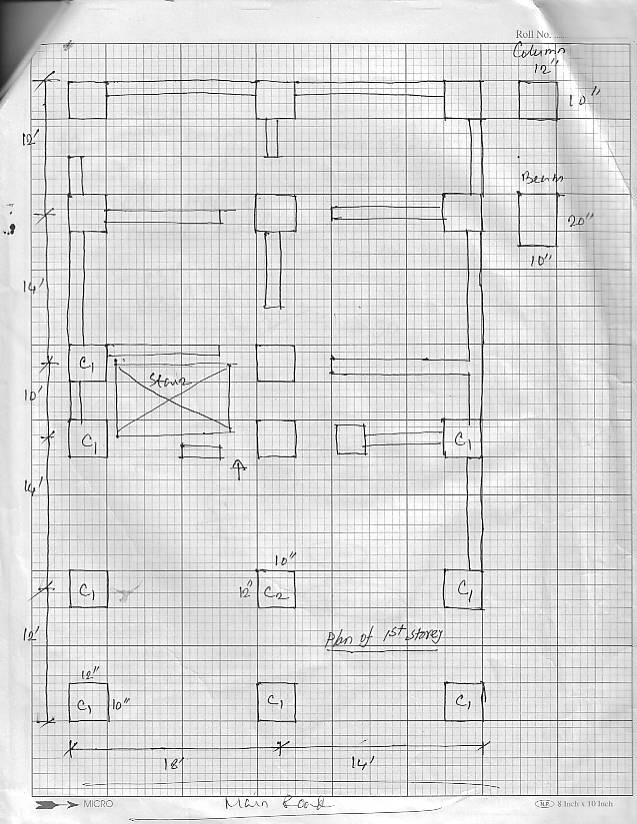 Roll No.
Column
12"
10"
12'
Beam
20"
10"
14'
C1
Stair
10'
C1
C1
14'
10"
C1
12"
C2
C1
12'
Plan of 1st Storey
12"
C1
10"
C1
C1
18'
14'
MICRO
Main Road
8 Inch x 10 Inch